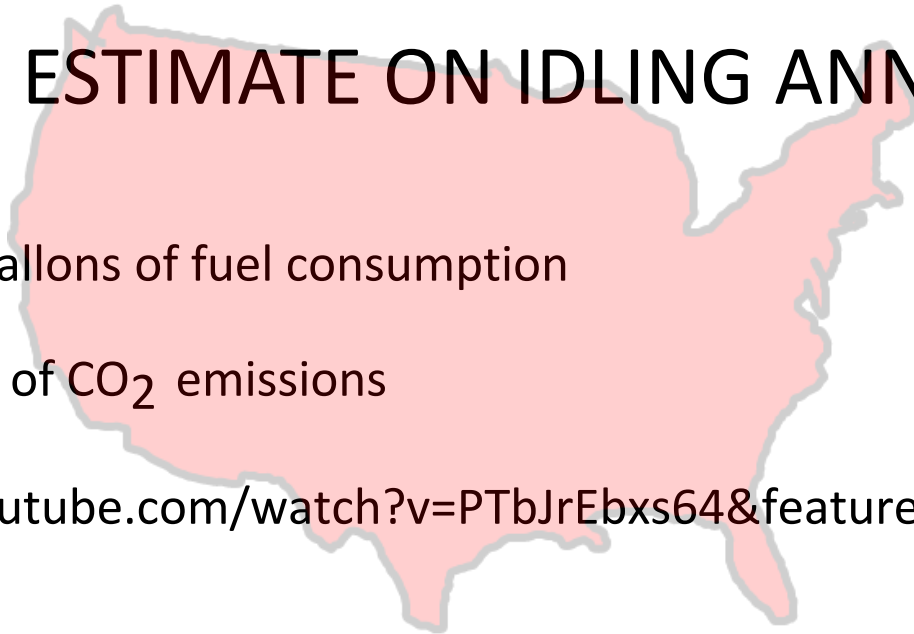 ESTIMATE ON IDLING ANN
allons of fuel consumption
of CO2 emissions
utube.com/watch?v=PTbJrEbxs64&feature